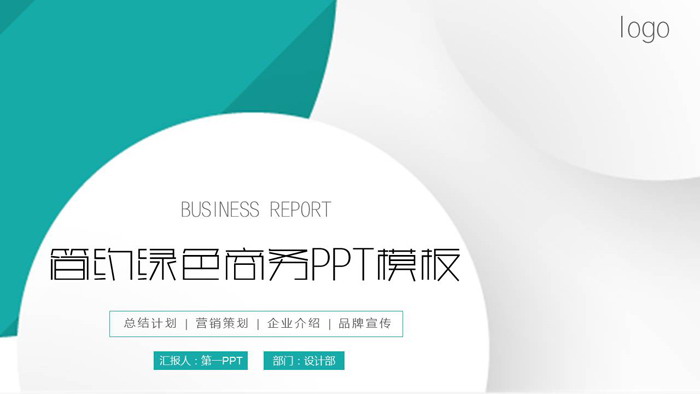 logo
BUSINESS REPORT
简约绿色商务PPT模板
总结计划 | 营销策划 | 企业介绍 | 品牌宣传
汇报人：第一PPT 部门：设计部